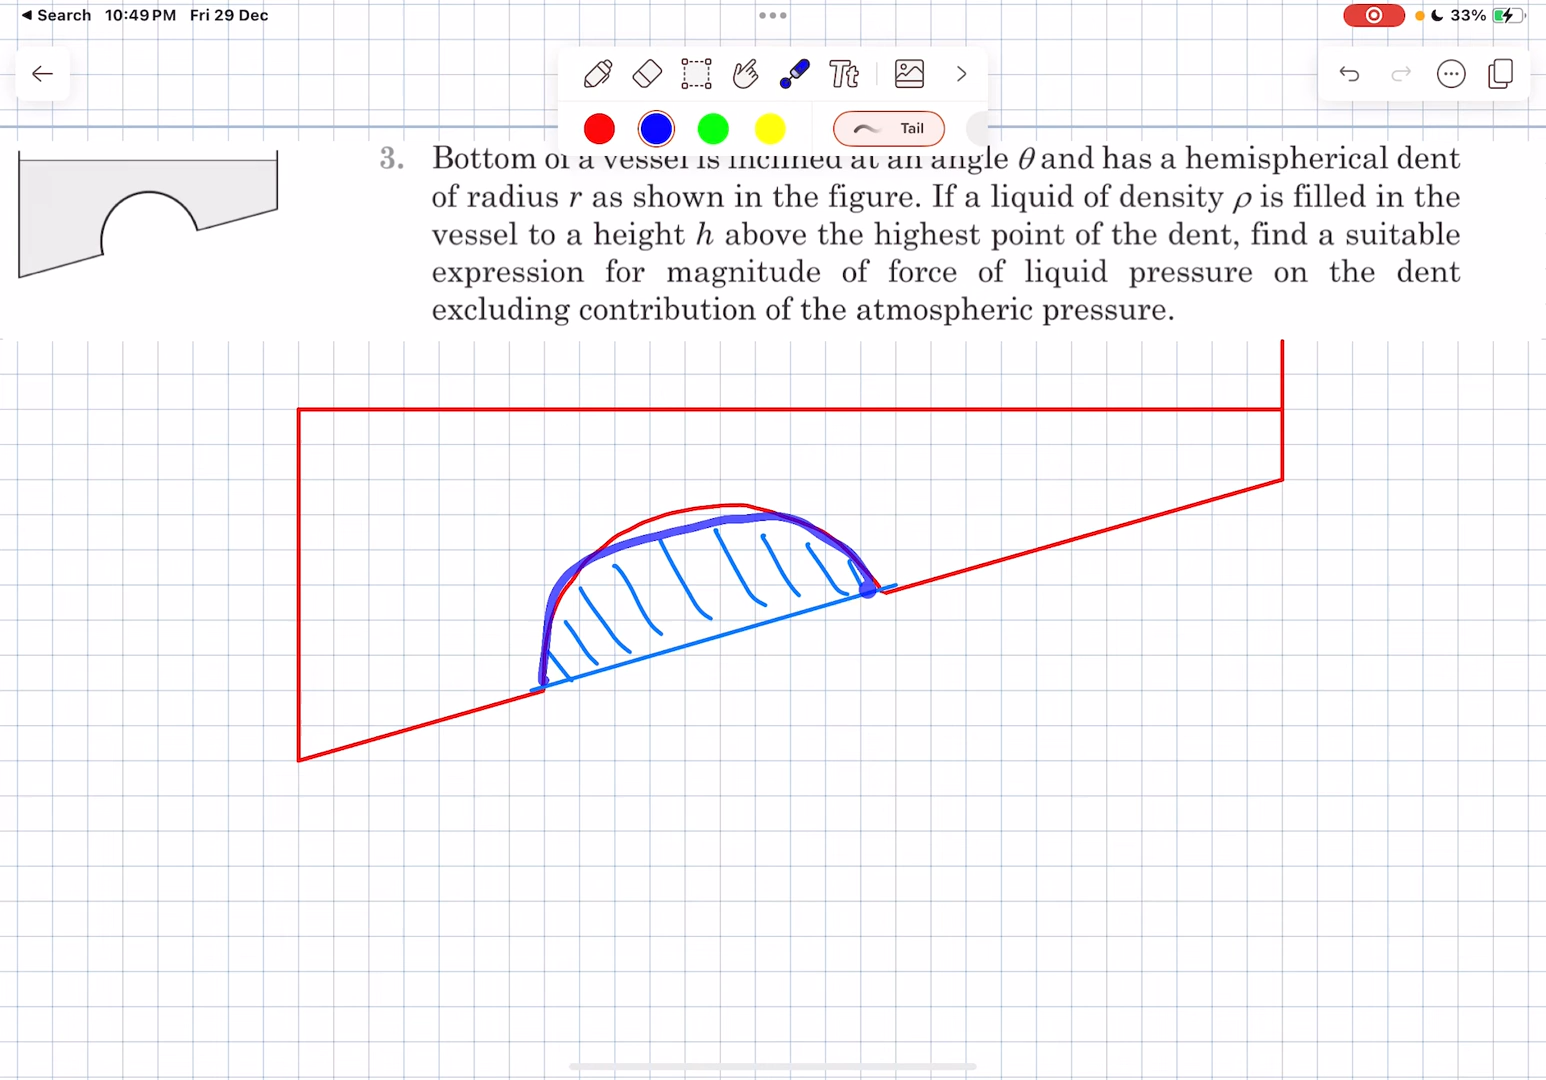 Search 10:49 PM Fri 29 Dec
33%
Tt
Tail
3. Bottom of a vessel is inclined at an angle θ and has a hemispherical dent
of radius r as shown in the figure. If a liquid of density ρ is filled in the
vessel to a height h above the highest point of the dent, find a suitable
expression for magnitude of force of liquid pressure on the dent
excluding contribution of the atmospheric pressure.